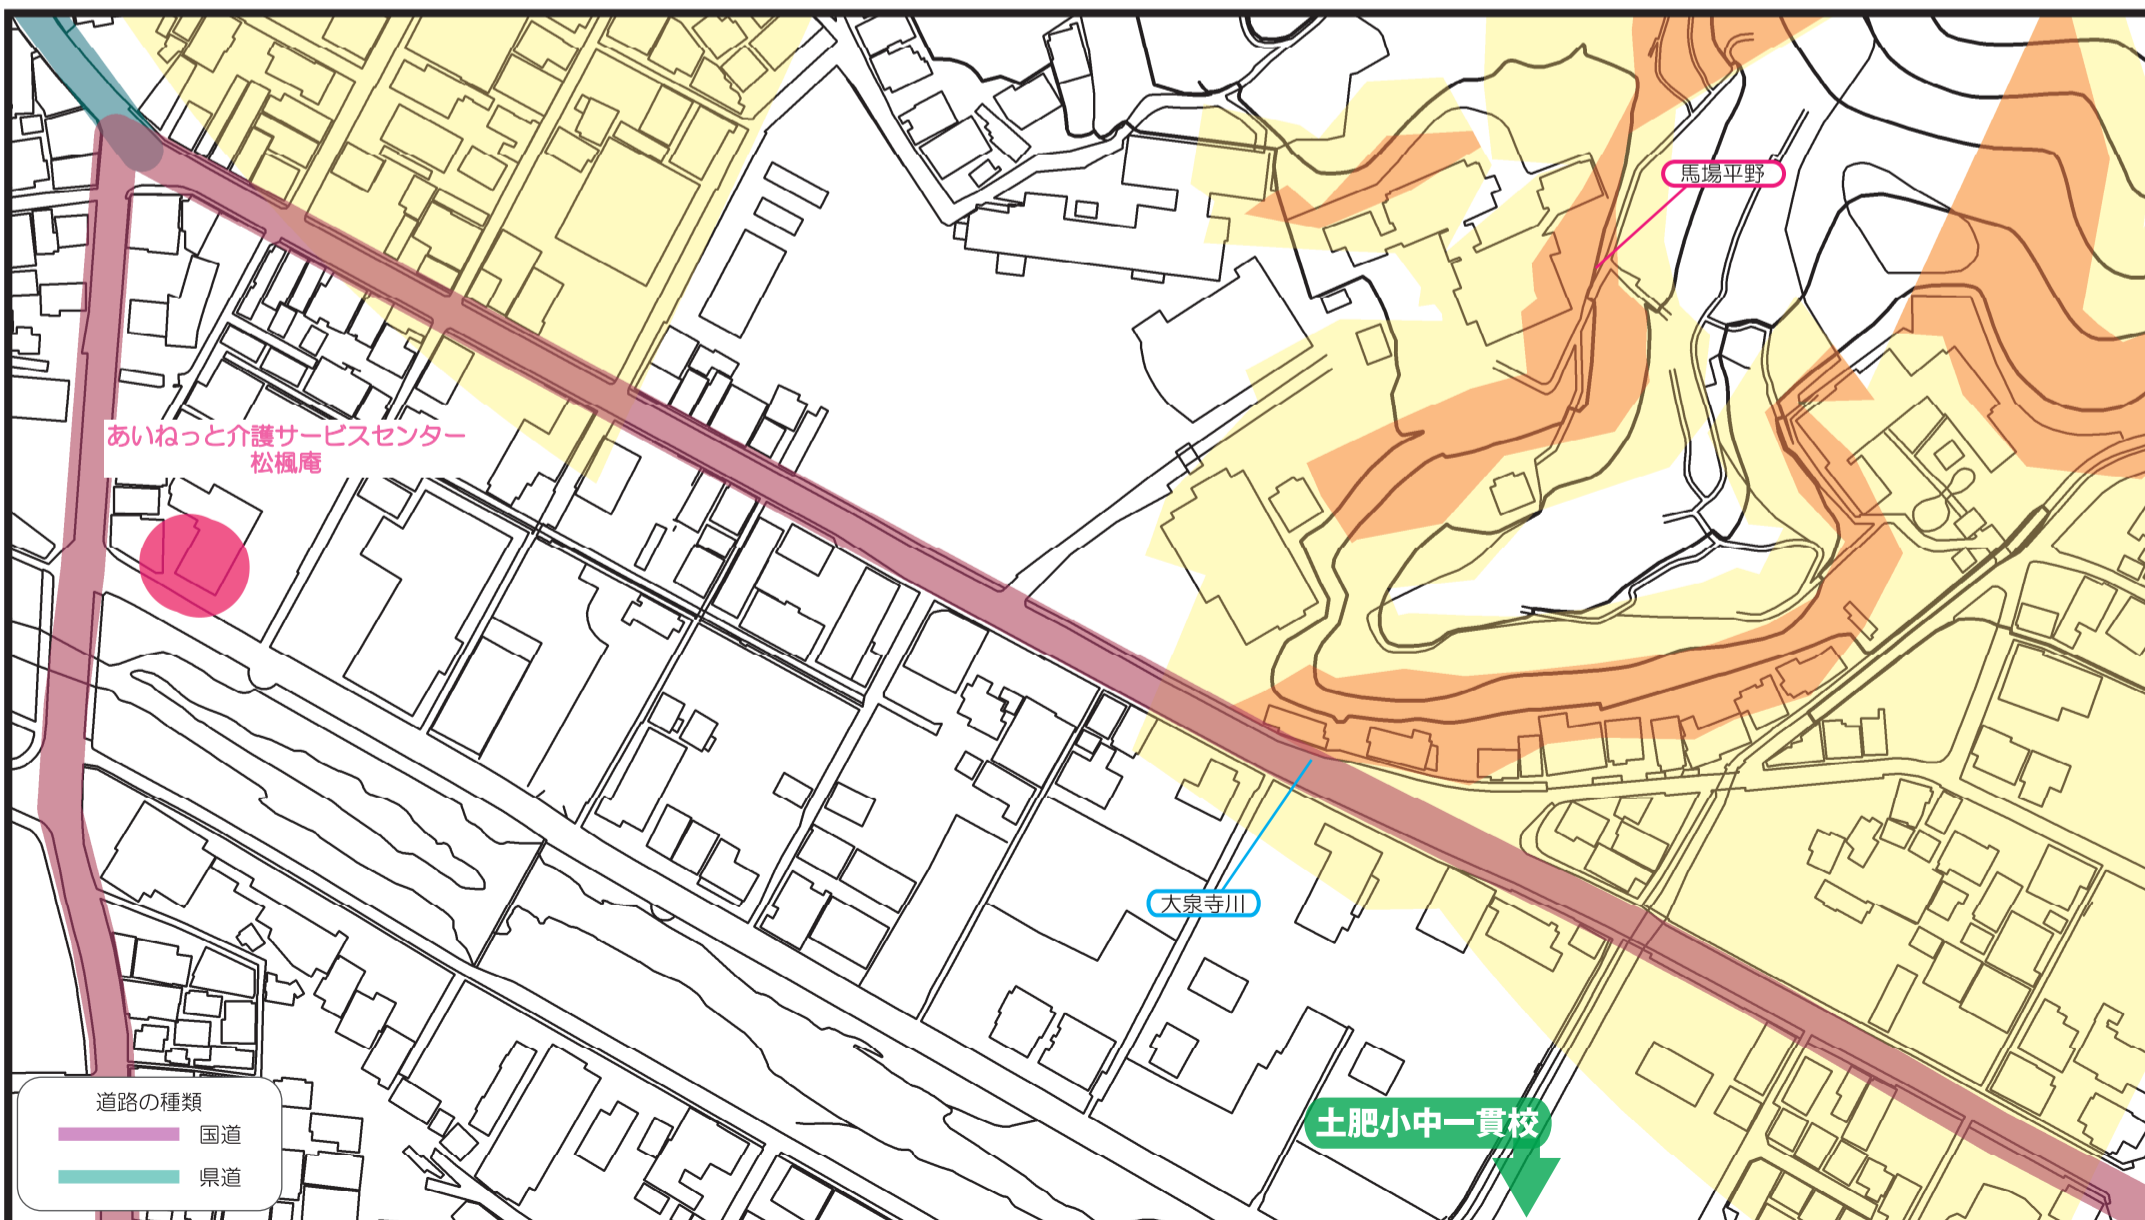 馬場平野
あいねっと介護サービスセンター
松楓庵
大泉寺川
土肥小中一貫校
道路の種類
国道
県道